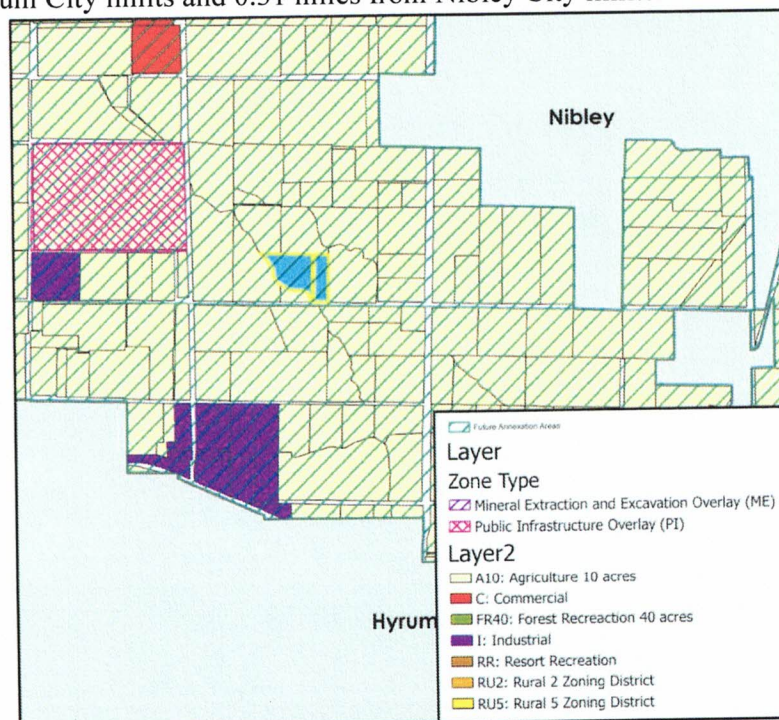 City limits and 0.51 miles from Nibley City
Nibley
Future Annexation Areas
Layer
Zone Type
Mineral Extraction and Excavation Overlay (ME)
Public Infrastructure Overlay (PI)
Layer2
A10: Agriculture 10 acres
C: Commercial
FR40: Forest Recreaction 40 acres
I: Industrial
RR: Resort Recreation
RU2: Rural 2 Zoning District
RU5: Rural 5 Zoning District
Hyrum